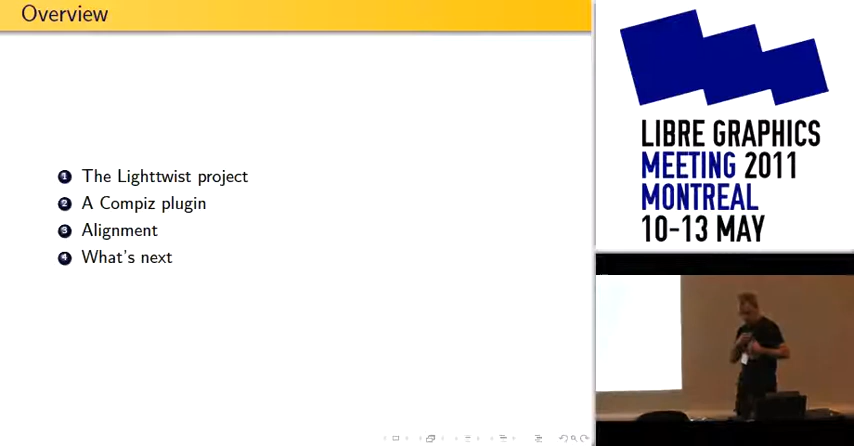 Overview
1 The Lighttwist project
2 A Compiz plugin
3 Alignment
4 What's next
LIBRE GRAPHICS
MEETING 2011
MONTREAL
10-13 MAY